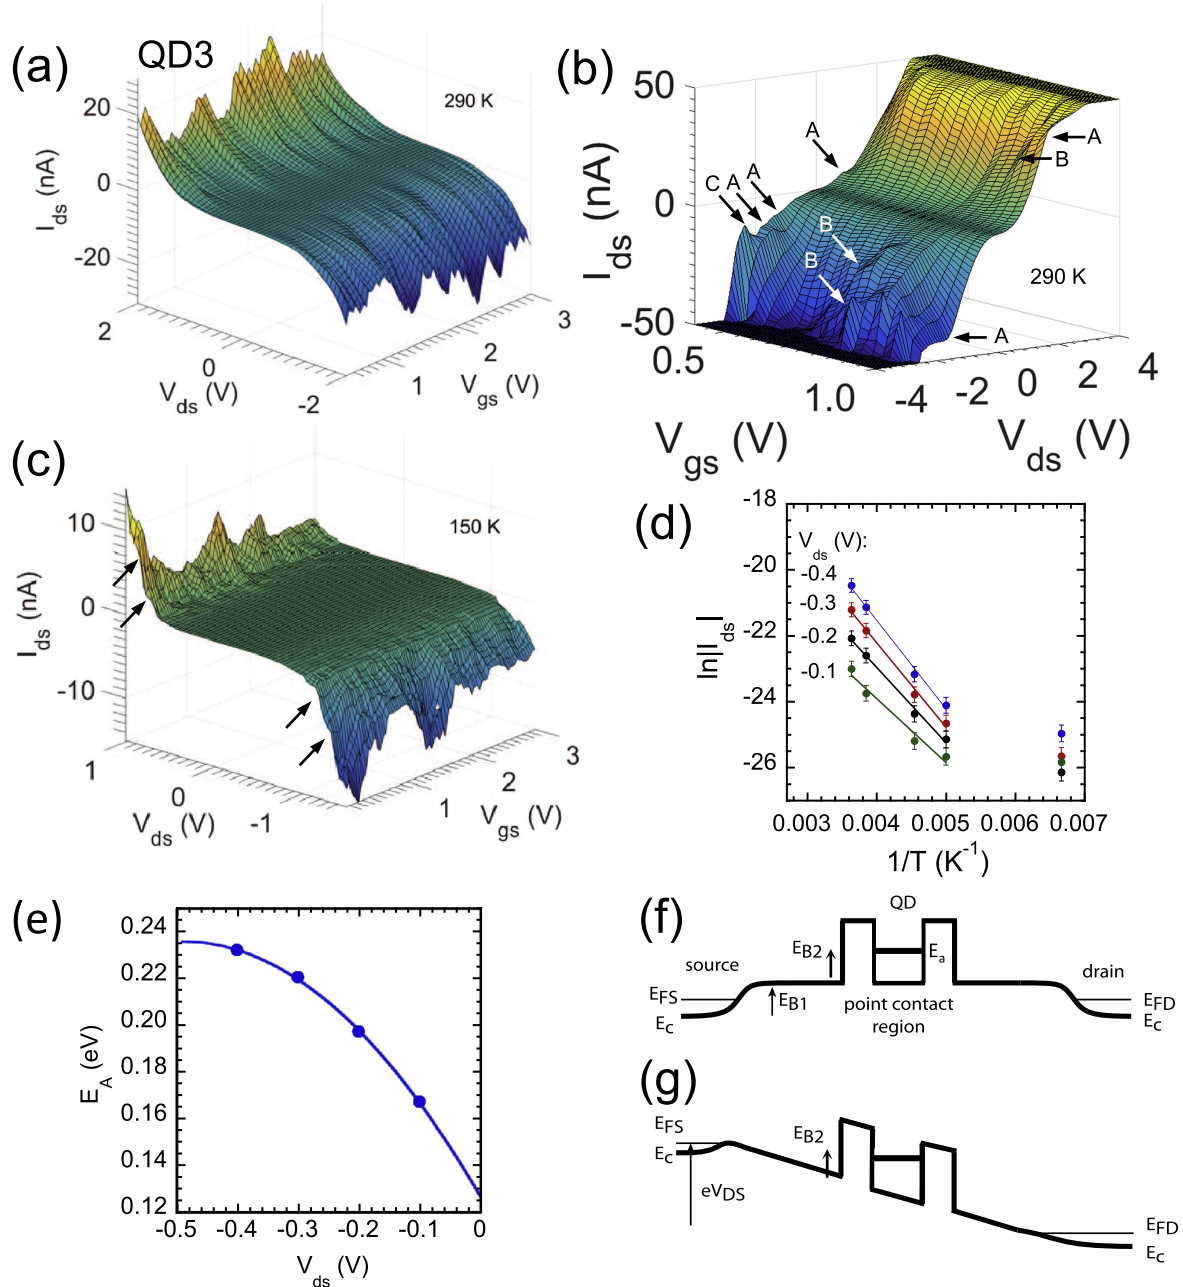 (a)
QD3
290 K
20
0
-20
I_ds (nA)
2
0
-2
V_ds (V)
1
2
3
V_gs (V)
(b)
50
0
-50
I_ds (nA)
A
C A A
B
B
A
B
A
290 K
0.5
1.0
V_gs (V)
-4 -2 0 2 4
V_ds (V)
(c)
150 K
10
0
-10
I_ds (nA)
1
0
-1
V_ds (V)
1
2
3
V_gs (V)
(d)
V_ds (V):
-0.4
-0.3
-0.2
-0.1
-18
-20
-22
-24
-26
ln|I_ds|
0.003 0.004 0.005 0.006 0.007
1/T (K^-1)
(e)
0.24
0.22
0.20
0.18
0.16
0.14
0.12
E_A (eV)
-0.5 -0.4 -0.3 -0.2 -0.1 0
V_ds (V)
(f)
QD
source
E_B2
E_a
drain
E_FS
E_B1
point contact
region
E_FD
E_C
E_C
(g)
E_FS
E_B2
E_C
eV_DS
E_FD
E_C